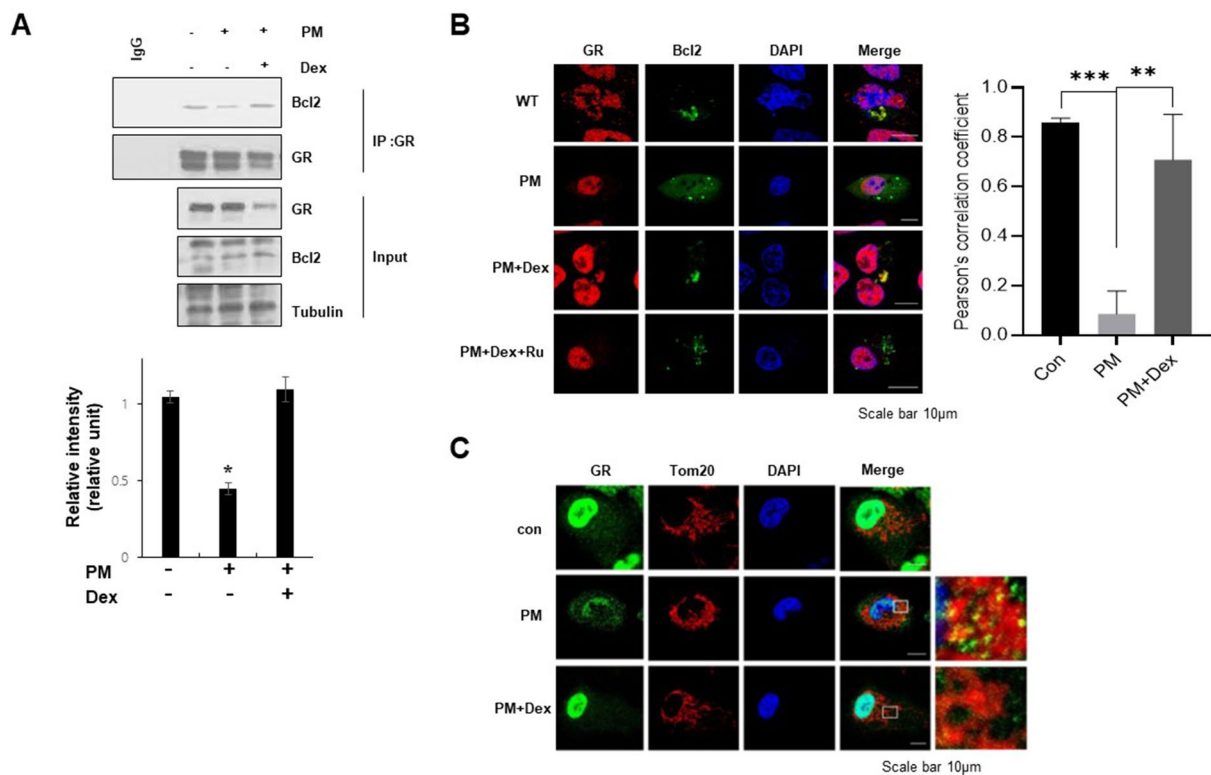 A
IgG
- + + PM
- - + Dex
Bcl2
GR
IP :GR
GR
Bcl2
Tubulin
Input
Relative intensity
(relative unit)
1
0.5
0
*
PM - + +
Dex - - +
B
GR Bcl2 DAPI Merge
WT
PM
PM+Dex
PM+Dex+Ru
Scale bar 10µm
*** **
Pearson's correlation coefficient
1.0
0.8
0.6
0.4
0.2
0.0
Con PM PM+Dex
C
GR Tom20 DAPI Merge
con
PM
PM+Dex
Scale bar 10µm